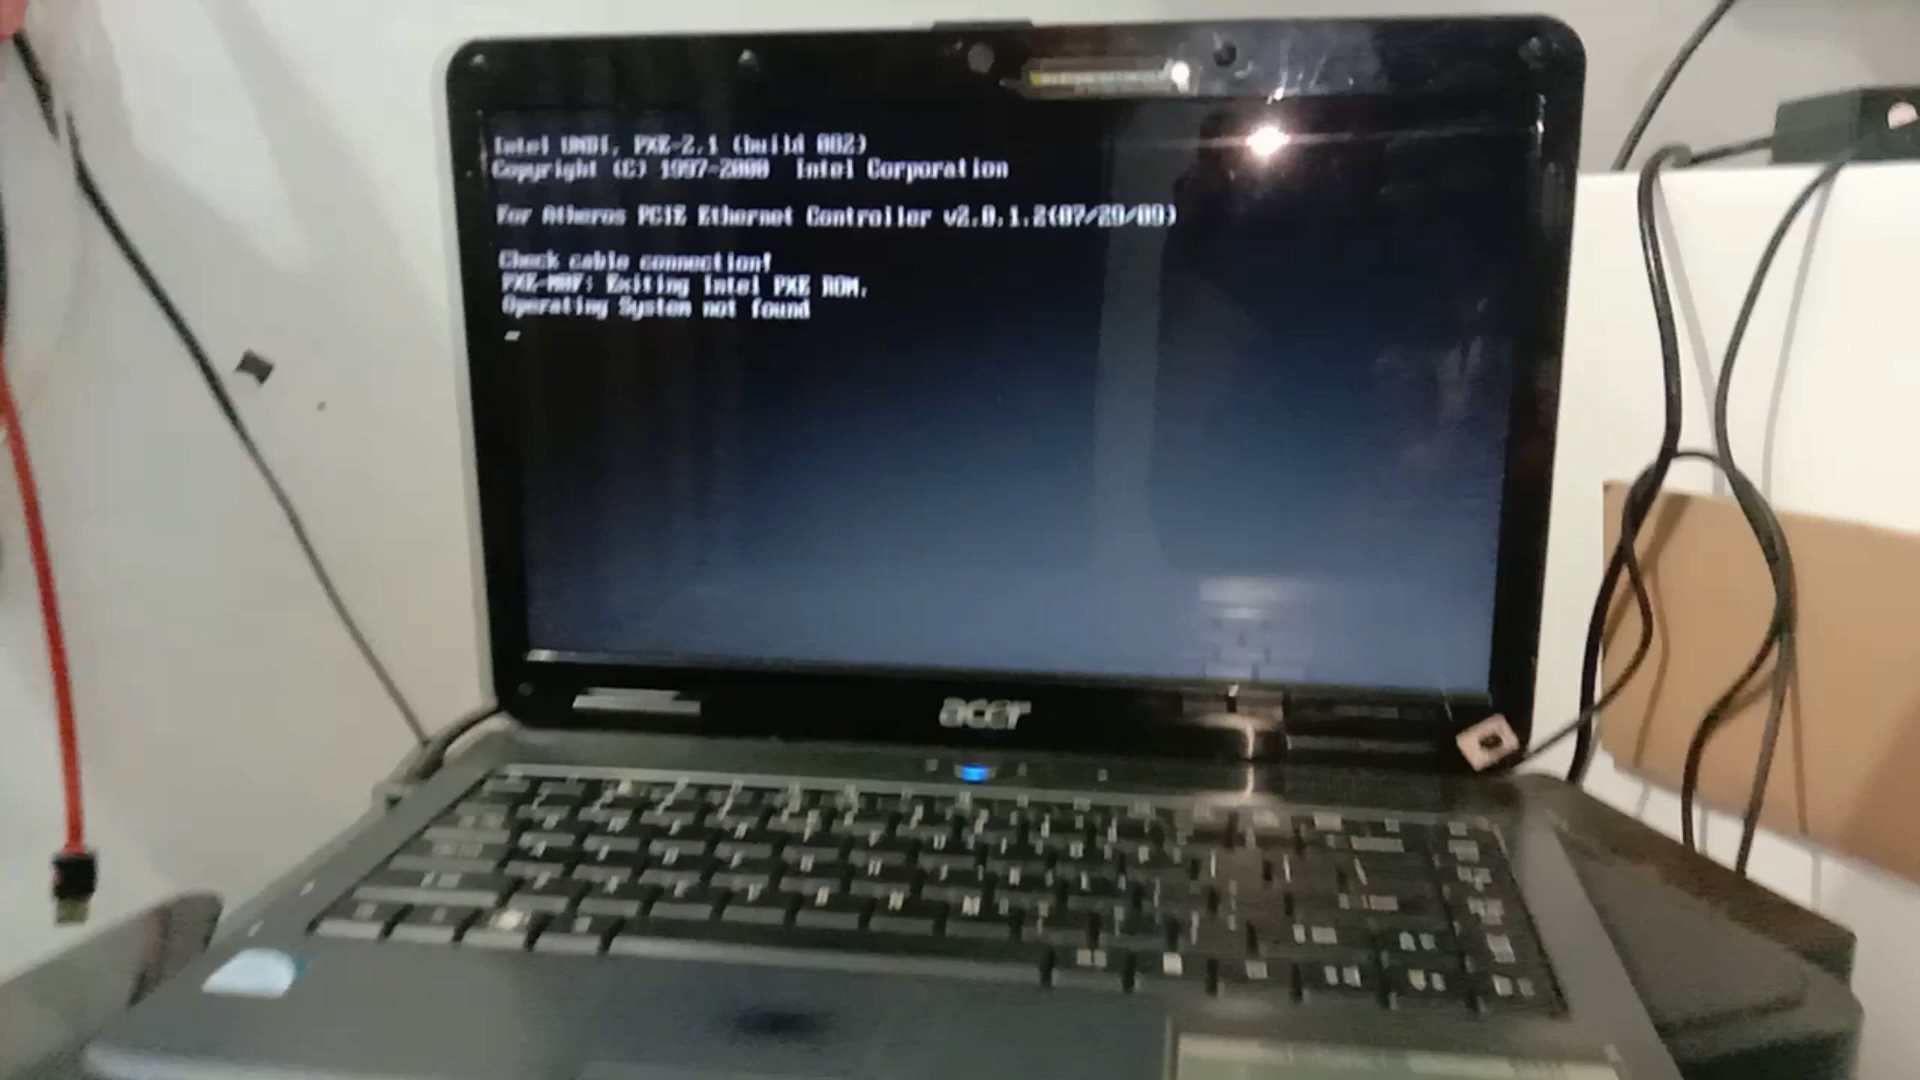 Intel UNDI, PXE-2.1 (build 082)
Copyright (C) 1997-2000 Intel Corporation
For Atheros PCIE Ethernet Controller v2.0.1.2(07/29/09)
Check cable connection!
PXE-M0F: Exiting Intel PXE ROM.
Operating System not found
acer